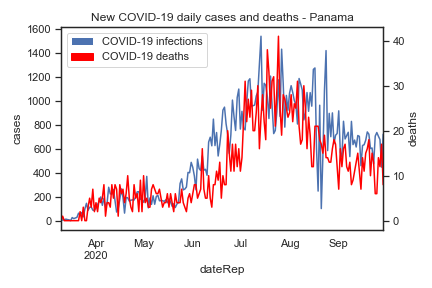 New COVID-19 daily cases and deaths - Panama
COVID-19 infections
COVID-19 deaths
1600
1400
1200
1000
800
600
400
200
0
cases
40
30
20
10
0
deaths
Apr
2020
May
Jun
Jul
Aug
Sep
dateRep